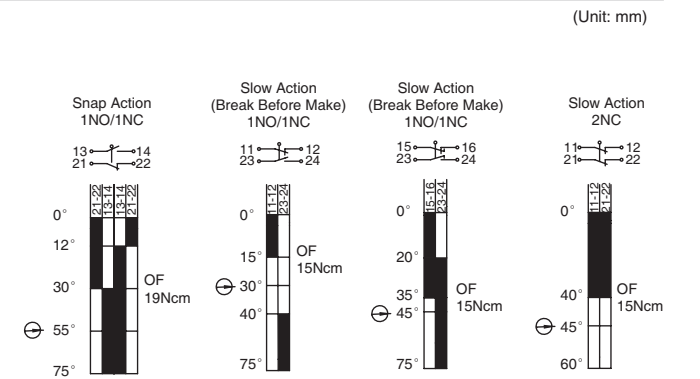 (Unit: mm)
Snap Action
1NO/1NC
13 14
21 22
21-22 13-14 13-14 21-22
0°
12°
30°
55°
75°
OF
19Ncm
Slow Action
(Break Before Make)
1NO/1NC
11 12
23 24
11-12 23-24
0°
15°
30°
40°
75°
OF
15Ncm
Slow Action
(Break Before Make)
1NO/1NC
15 16
23 24
15-16 23-24
0°
20°
35°
45°
75°
OF
15Ncm
Slow Action
2NC
11 12
21 22
11-12 21-22
0°
40°
45°
60°
OF
15Ncm